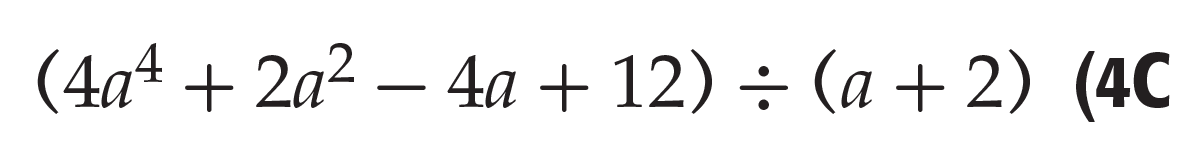 (4a⁴ + 2a² − 4a + 12) ÷ (a + 2) (4C